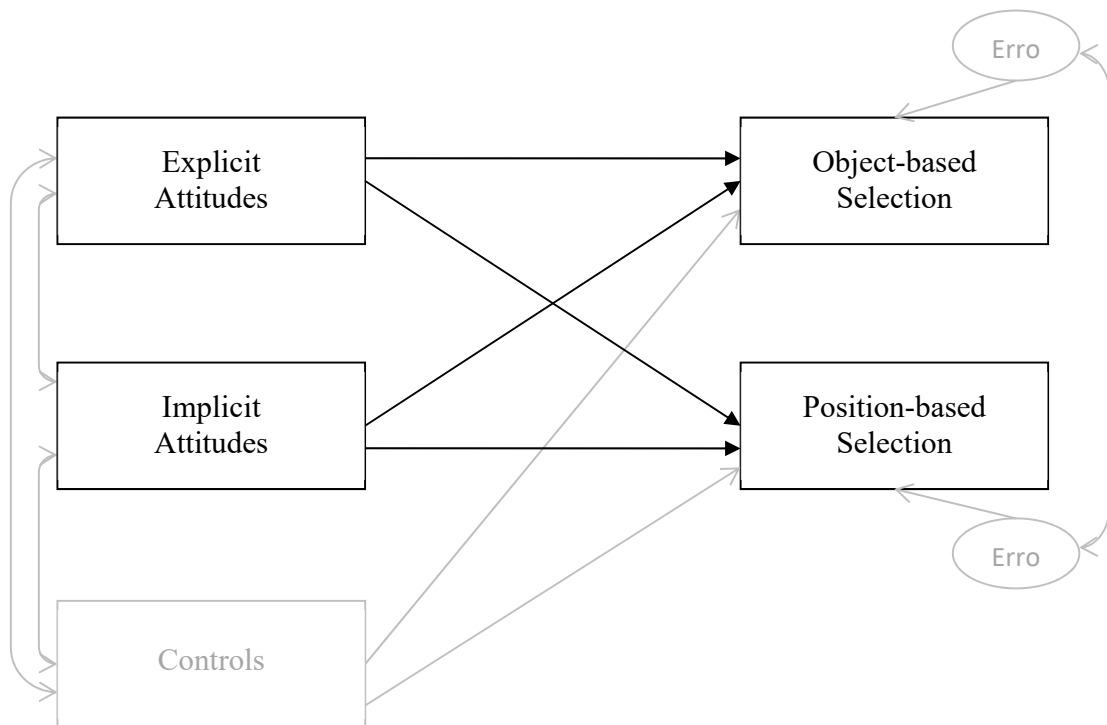 Erro
Explicit
Attitudes
Object-based
Selection
Implicit
Attitudes
Position-based
Selection
Erro
Controls